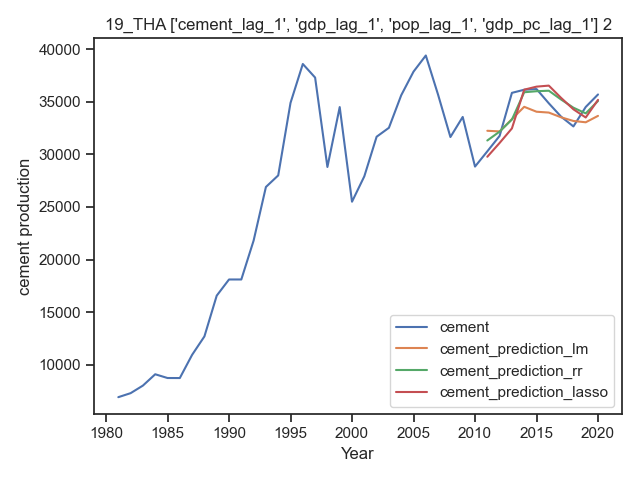 19_THA ['cement_lag_1', 'gdp_lag_1', 'pop_lag_1', 'gdp_pc_lag_1'] 2
40000
35000
30000
25000
20000
15000
10000
cement production
cement
cement_prediction_lm
cement_prediction_rr
cement_prediction_lasso
1980 1985 1990 1995 2000 2005 2010 2015 2020
Year